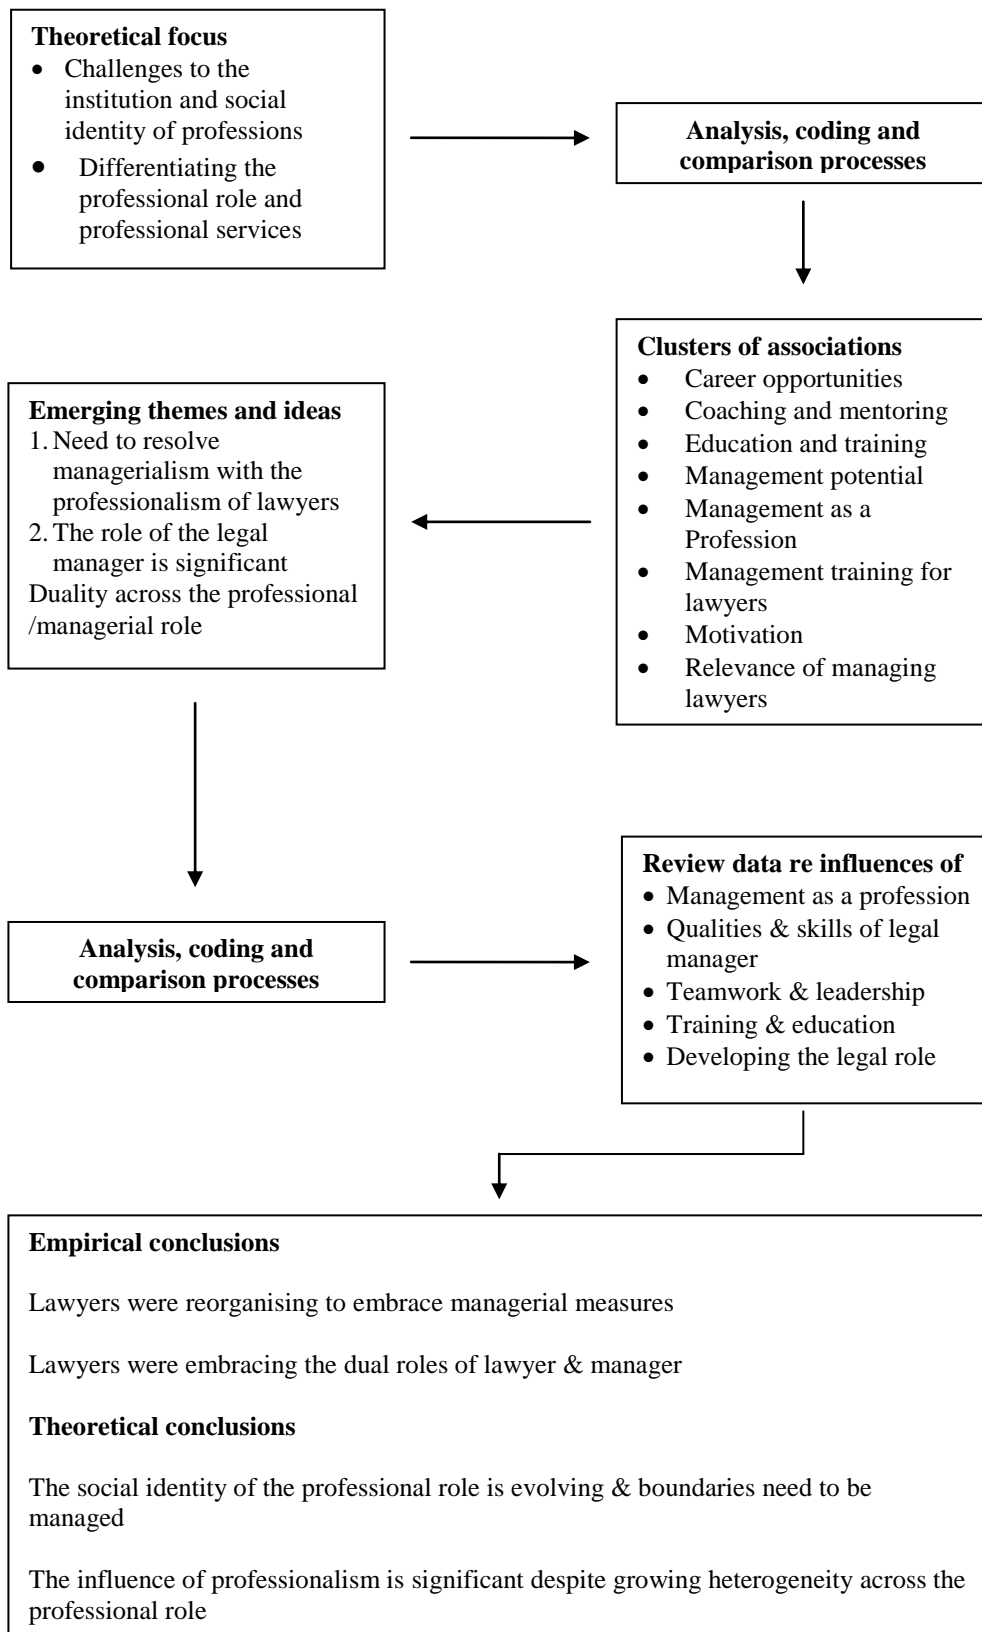 Theoretical focus
• Challenges to the
institution and social
identity of professions
• Differentiating the
professional role and
professional services
Analysis, coding and
comparison processes
Clusters of associations
• Career opportunities
• Coaching and mentoring
• Education and training
• Management potential
• Management as a
Profession
• Management training for
lawyers
• Motivation
• Relevance of managing
lawyers
Emerging themes and ideas
1. Need to resolve
managerialism with the
professionalism of lawyers
2. The role of the legal
manager is significant
Duality across the professional
/managerial role
Analysis, coding and
comparison processes
Review data re influences of
• Management as a profession
• Qualities & skills of legal
manager
• Teamwork & leadership
• Training & education
• Developing the legal role
Empirical conclusions
Lawyers were reorganising to embrace managerial measures
Lawyers were embracing the dual roles of lawyer & manager
Theoretical conclusions
The social identity of the professional role is evolving & boundaries need to be
managed
The influence of professionalism is significant despite growing heterogeneity across the
professional role